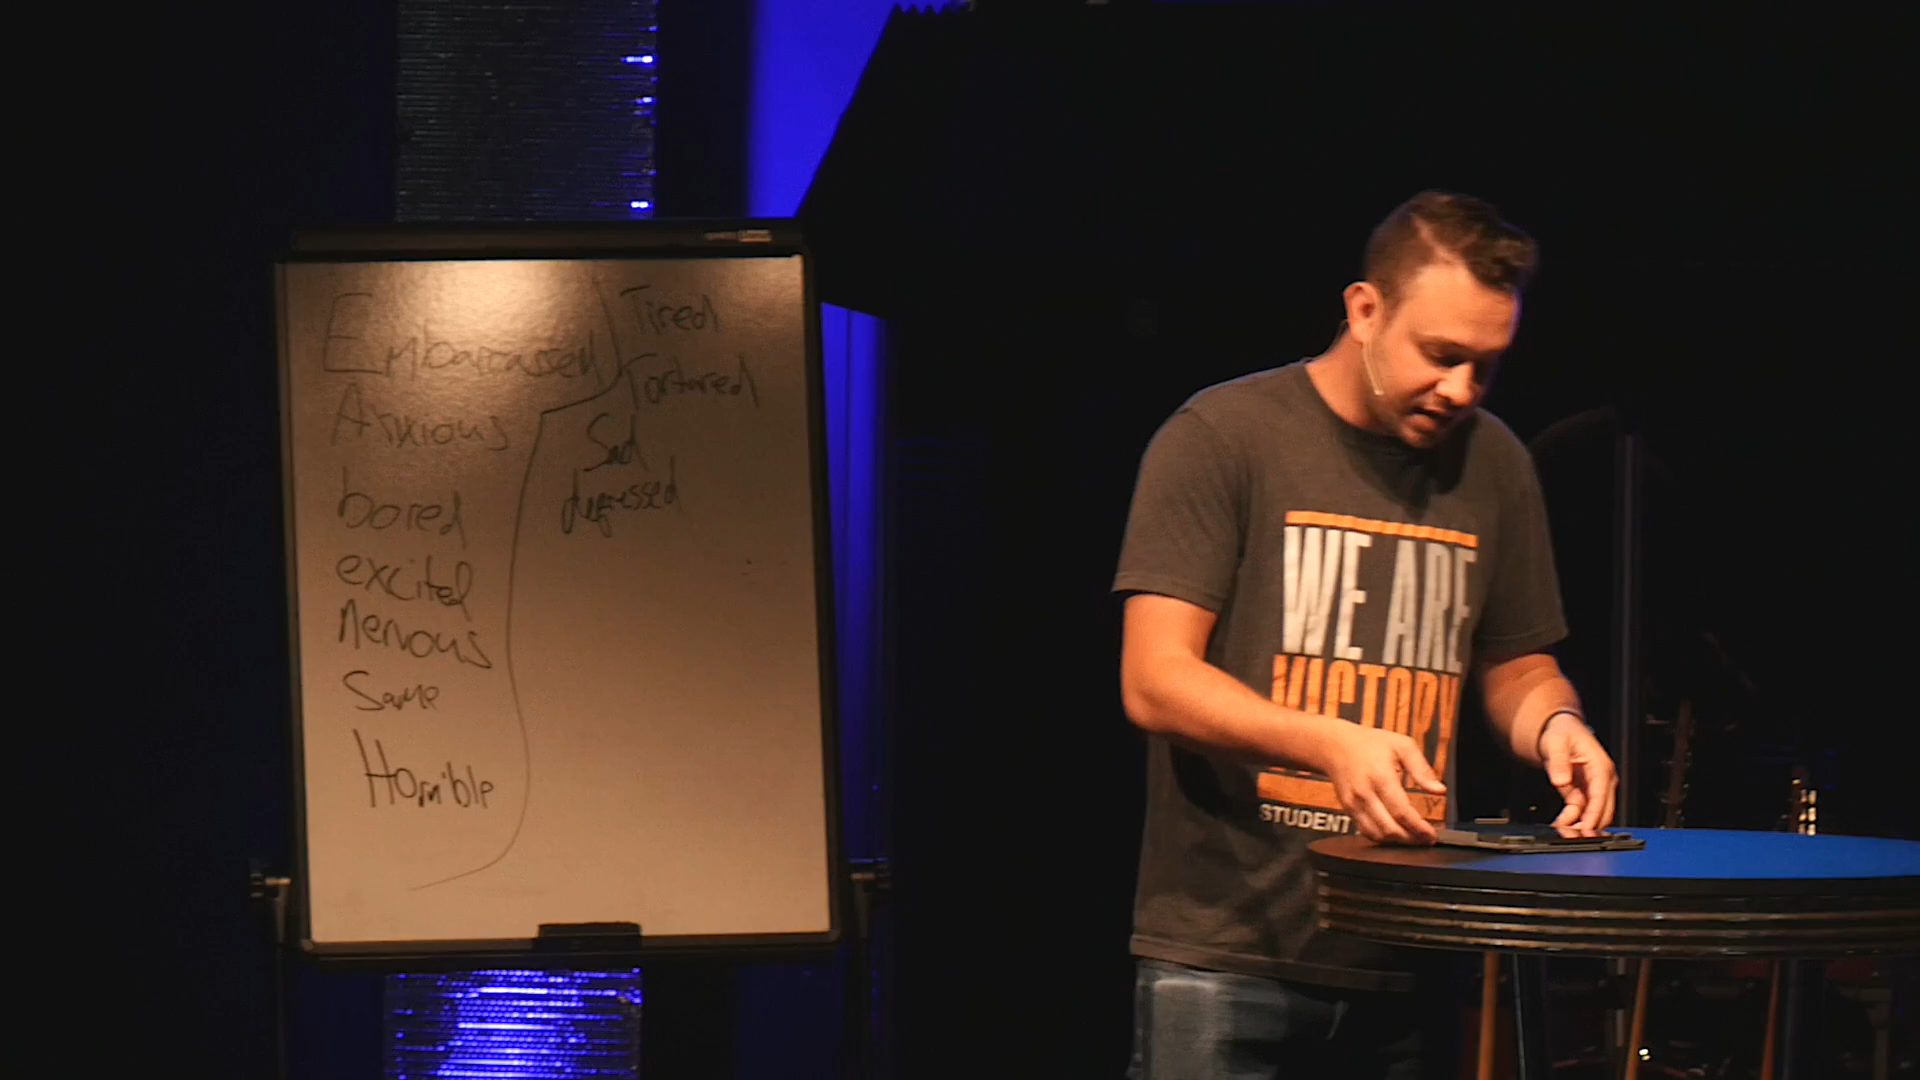 Embarrassed
Anxious
bored
excited
Nervous
Same
Horrible
Tired
Tortured
Sad
depressed
WE ARE
VICTORY
STUDENT